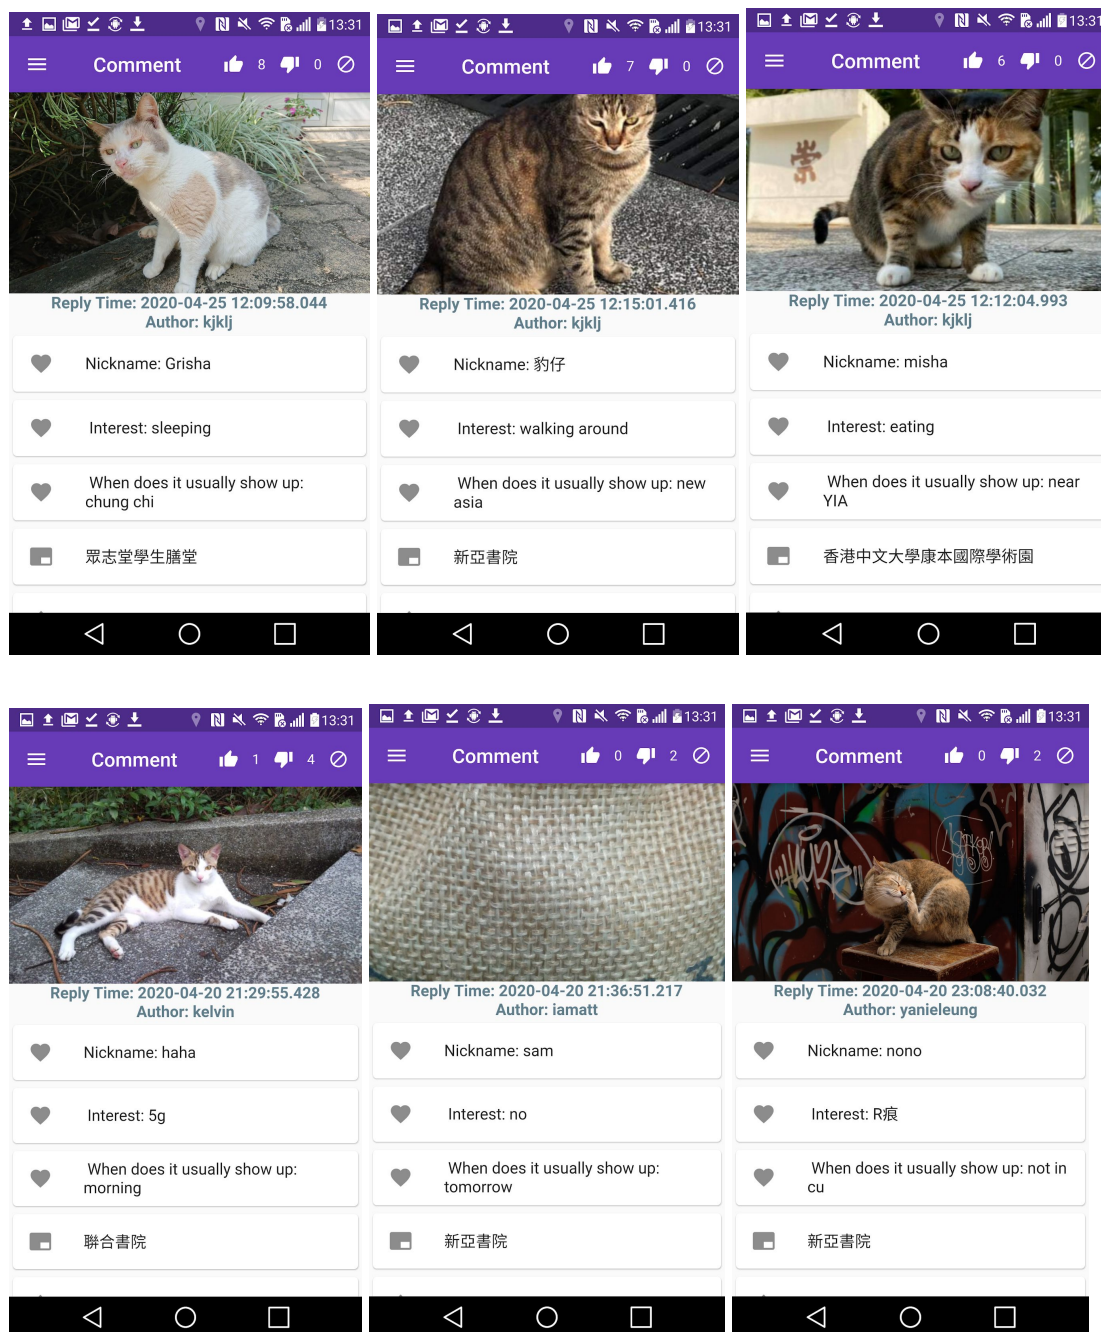 13:31
Comment 8 0
Reply Time: 2020-04-25 12:09:58.044
Author: kjklj
Nickname: Grisha
Interest: sleeping
When does it usually show up:
chung chi
眾志堂學生膳堂
13:31
Comment 7 0
Reply Time: 2020-04-25 12:15:01.416
Author: kjklj
Nickname: 豹仔
Interest: walking around
When does it usually show up: new
asia
新亞書院
13:31
Comment 6 0
崇
Reply Time: 2020-04-25 12:12:04.993
Author: kjklj
Nickname: misha
Interest: eating
When does it usually show up: near
YIA
香港中文大學康本國際學術園
13:31
Comment 1 4
Reply Time: 2020-04-20 21:29:55.428
Author: kelvin
Nickname: haha
Interest: 5g
When does it usually show up:
morning
聯合書院
13:31
Comment 0 2
Reply Time: 2020-04-20 21:36:51.217
Author: iamatt
Nickname: sam
Interest: no
When does it usually show up:
tomorrow
新亞書院
13:31
Comment 0 2
Reply Time: 2020-04-20 23:08:40.032
Author: yanieleung
Nickname: nono
Interest: R痕
When does it usually show up: not in
cu
新亞書院